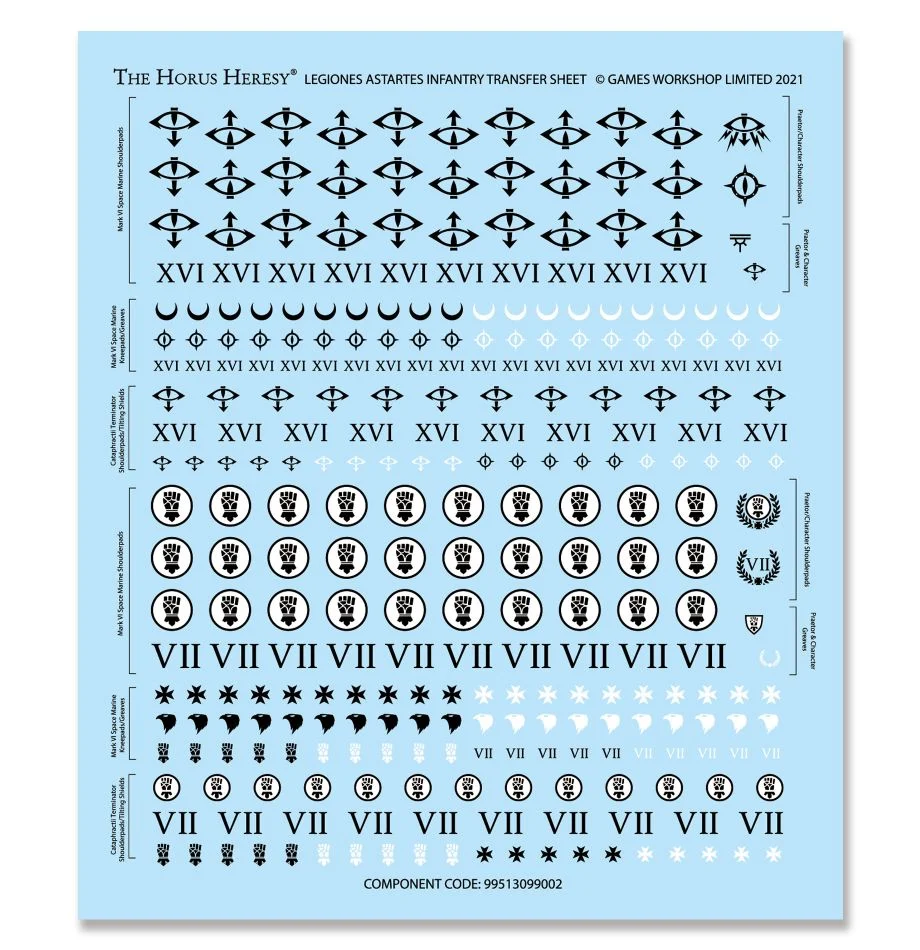 THE HORUS HERESY® LEGIONES ASTARTES INFANTRY TRANSFER SHEET © GAMES WORKSHOP LIMITED 2021
Mark VI Space Marine Shoulderpads
Praetor/Character Shoulderpads
Praetor & Character
Greaves
XVI XVI XVI XVI XVI XVI XVI XVI XVI XVI
Mark VI Space Marine
Kneepads/Greaves
XVI XVI XVI XVI XVI XVI XVI XVI XVI XVI XVI XVI XVI XVI XVI XVI XVI XVI XVI XVI
Cataphractii Terminator
Shoulderpads/Tilting Shields
XVI XVI XVI XVI XVI XVI XVI XVI XVI XVI
Mark VI Space Marine Shoulderpads
Praetor/Character Shoulderpads
VII
Praetor & Character
Greaves
VII VII VII VII VII VII VII VII VII VII
Mark VI Space Marine
Kneepads/Greaves
VII VII VII VII VII VII VII VII VII VII
Cataphractii Terminator
Shoulderpads/Tilting Shields
VII VII VII VII VII VII VII VII VII VII
COMPONENT CODE: 99513099002